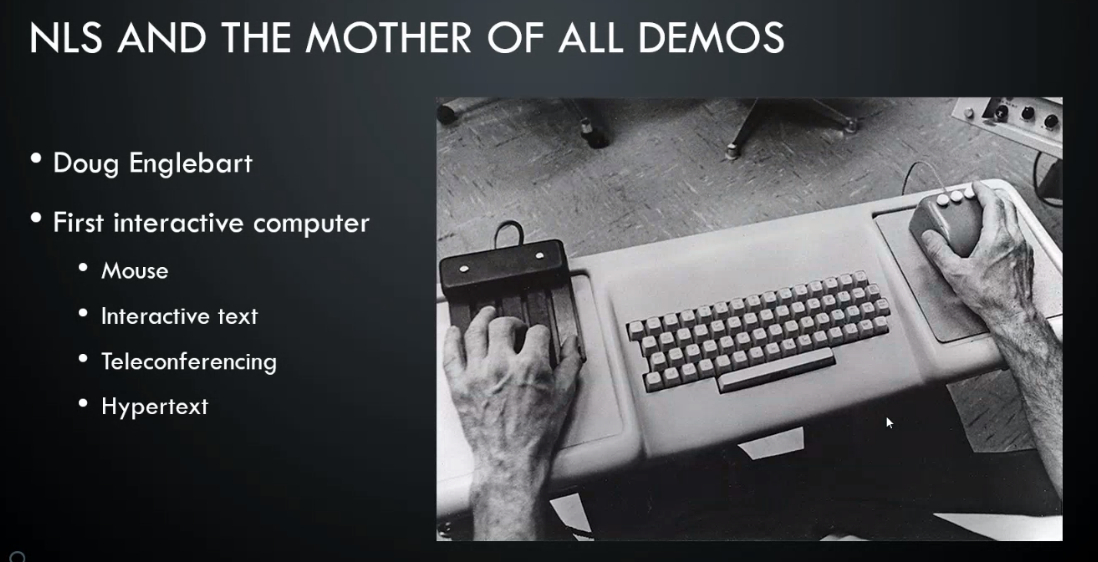 NLS AND THE MOTHER OF ALL DEMOS
Doug Englebart
First interactive computer
Mouse
Interactive text
Teleconferencing
Hypertext